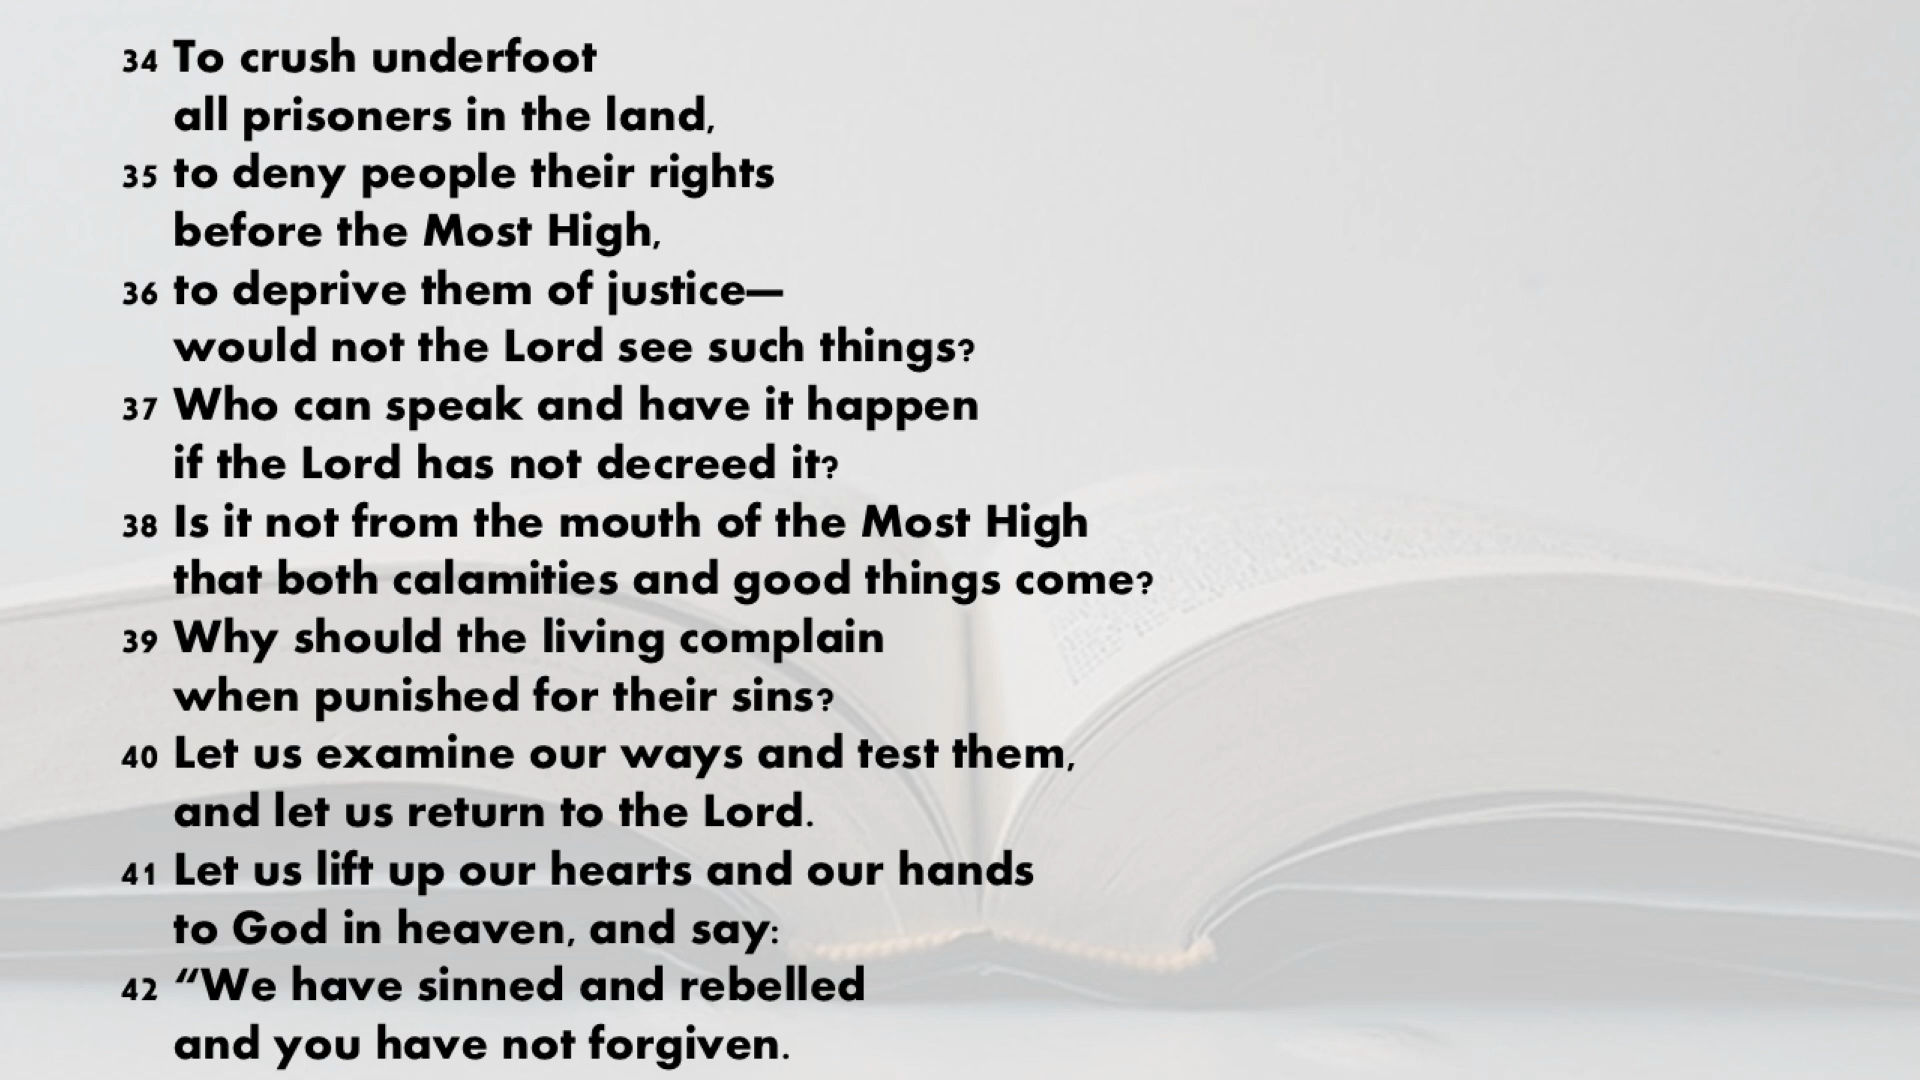 34 To crush underfoot
all prisoners in the land,
35 to deny people their rights
before the Most High,
36 to deprive them of justice—
would not the Lord see such things?
37 Who can speak and have it happen
if the Lord has not decreed it?
38 Is it not from the mouth of the Most High
that both calamities and good things come?
39 Why should the living complain
when punished for their sins?
40 Let us examine our ways and test them,
and let us return to the Lord.
41 Let us lift up our hearts and our hands
to God in heaven, and say:
42 “We have sinned and rebelled
and you have not forgiven.